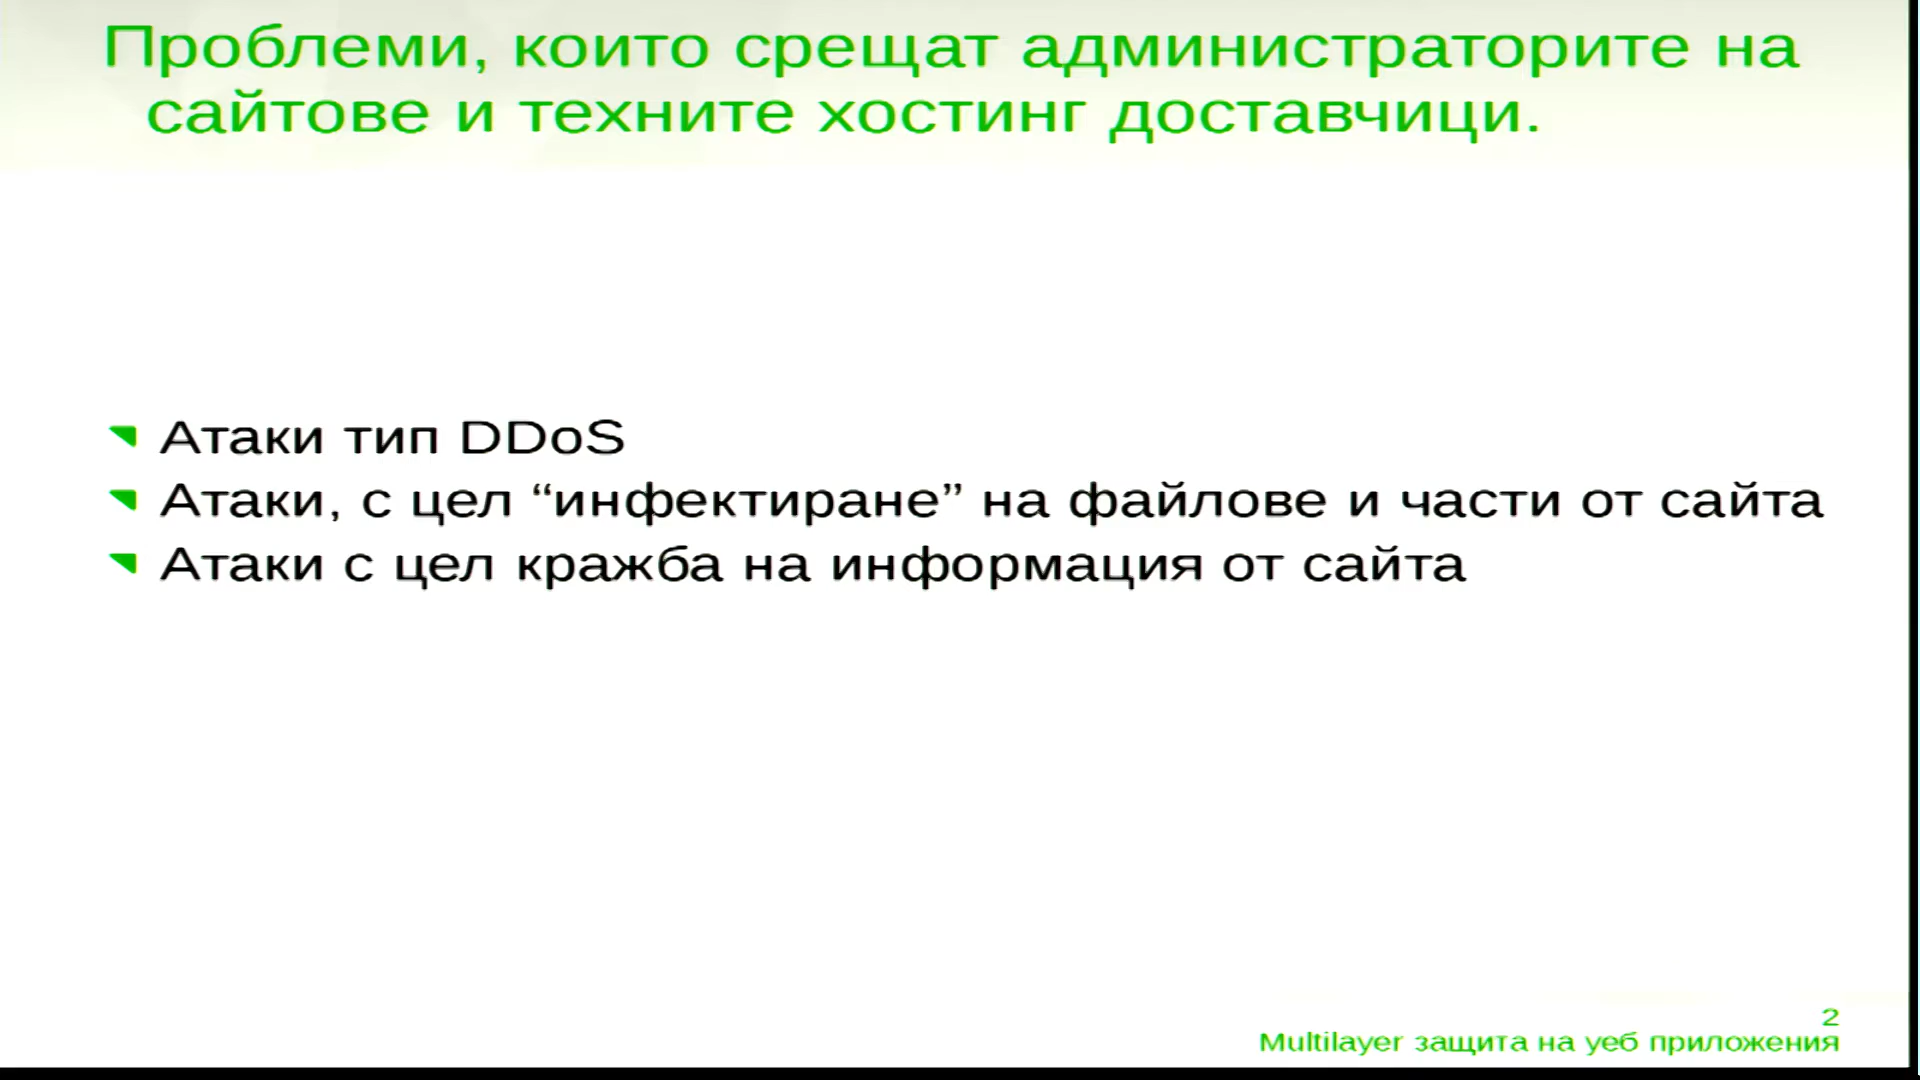 Проблеми, които срещат администраторите на
сайтове и техните хостинг доставчици.
Атаки тип DDoS
Атаки, с цел “инфектиране” на файлове и части от сайта
Атаки с цел кражба на информация от сайта
2
Multilayer защита на уеб приложения